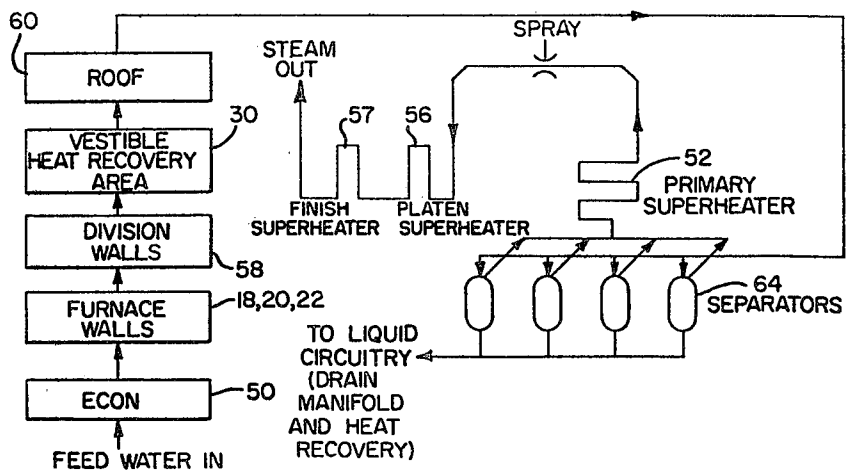 60
ROOF
30
VESTIBLE
HEAT RECOVERY
AREA
DIVISION
WALLS
58
FURNACE
WALLS
18,20,22
ECON
50
FEED WATER IN
STEAM
OUT
57
56
SPRAY
52
PRIMARY
SUPERHEATER
FINISH
SUPERHEATER
PLATEN
SUPERHEATER
64
SEPARATORS
TO LIQUID
CIRCUITRY
(DRAIN
MANIFOLD
AND HEAT
RECOVERY)